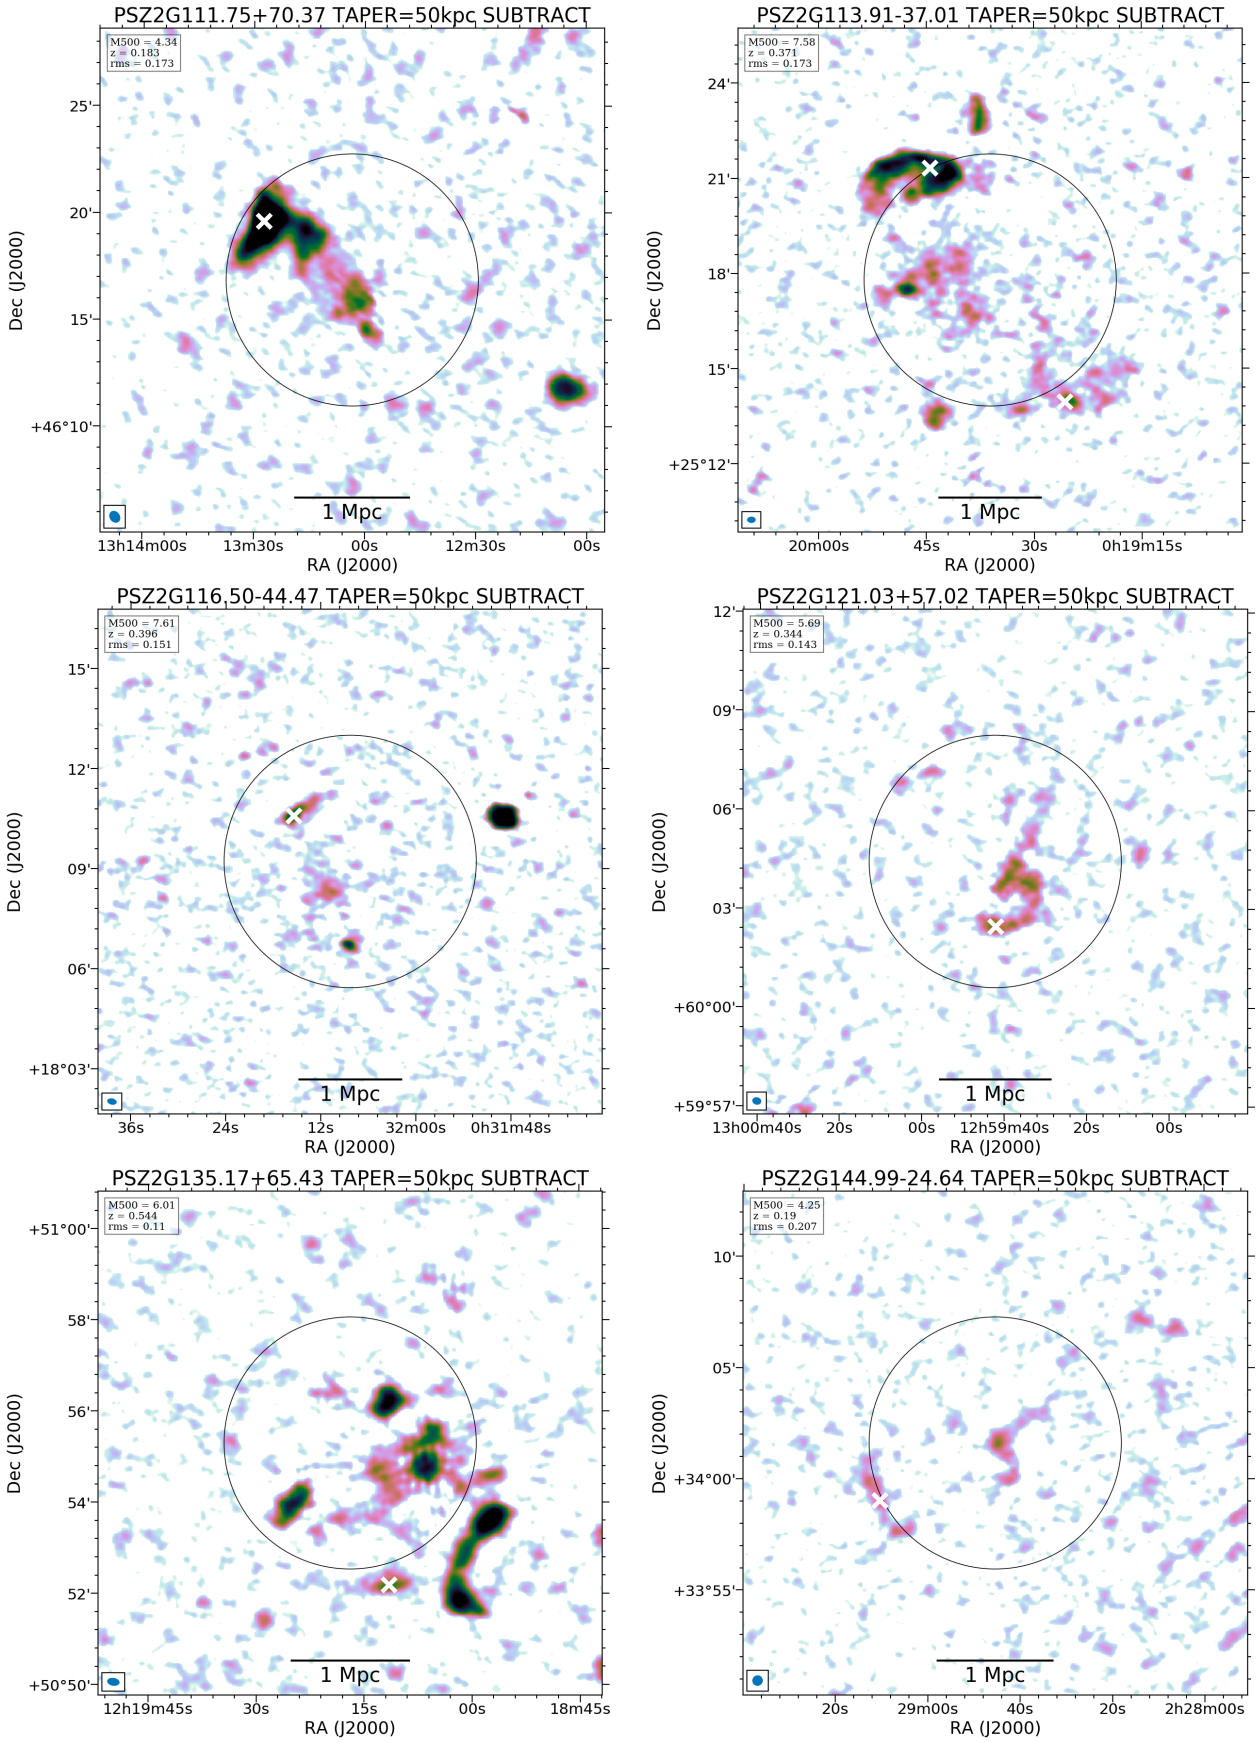 PSZ2G111.75+70.37 TAPER=50kpc SUBTRACT
M500 = 4.34
z = 0.183
rms = 0.173
25'
20'
15'
+46°10'
Dec (J2000)
1 Mpc
13h14m00s 13m30s 00s 12m30s 00s
RA (J2000)
PSZ2G113.91-37.01 TAPER=50kpc SUBTRACT
M500 = 7.58
z = 0.371
rms = 0.173
24'
21'
18'
15'
+25°12'
Dec (J2000)
1 Mpc
20m00s 45s 30s 0h19m15s
RA (J2000)
PSZ2G116.50-44.47 TAPER=50kpc SUBTRACT
M500 = 7.61
z = 0.396
rms = 0.151
15'
12'
09'
06'
+18°03'
Dec (J2000)
1 Mpc
36s 24s 12s 32m00s 0h31m48s
RA (J2000)
PSZ2G121.03+57.02 TAPER=50kpc SUBTRACT
M500 = 5.69
z = 0.344
rms = 0.143
12'
09'
06'
03'
+60°00'
+59°57'
Dec (J2000)
1 Mpc
13h00m40s 20s 00s 12h59m40s 20s 00s
RA (J2000)
PSZ2G135.17+65.43 TAPER=50kpc SUBTRACT
M500 = 6.01
z = 0.544
rms = 0.11
+51°00'
58'
56'
54'
52'
+50°50'
Dec (J2000)
1 Mpc
12h19m45s 30s 15s 00s 18m45s
RA (J2000)
PSZ2G144.99-24.64 TAPER=50kpc SUBTRACT
M500 = 4.25
z = 0.19
rms = 0.207
10'
05'
+34°00'
+33°55'
Dec (J2000)
1 Mpc
20s 29m00s 40s 20s 2h28m00s
RA (J2000)